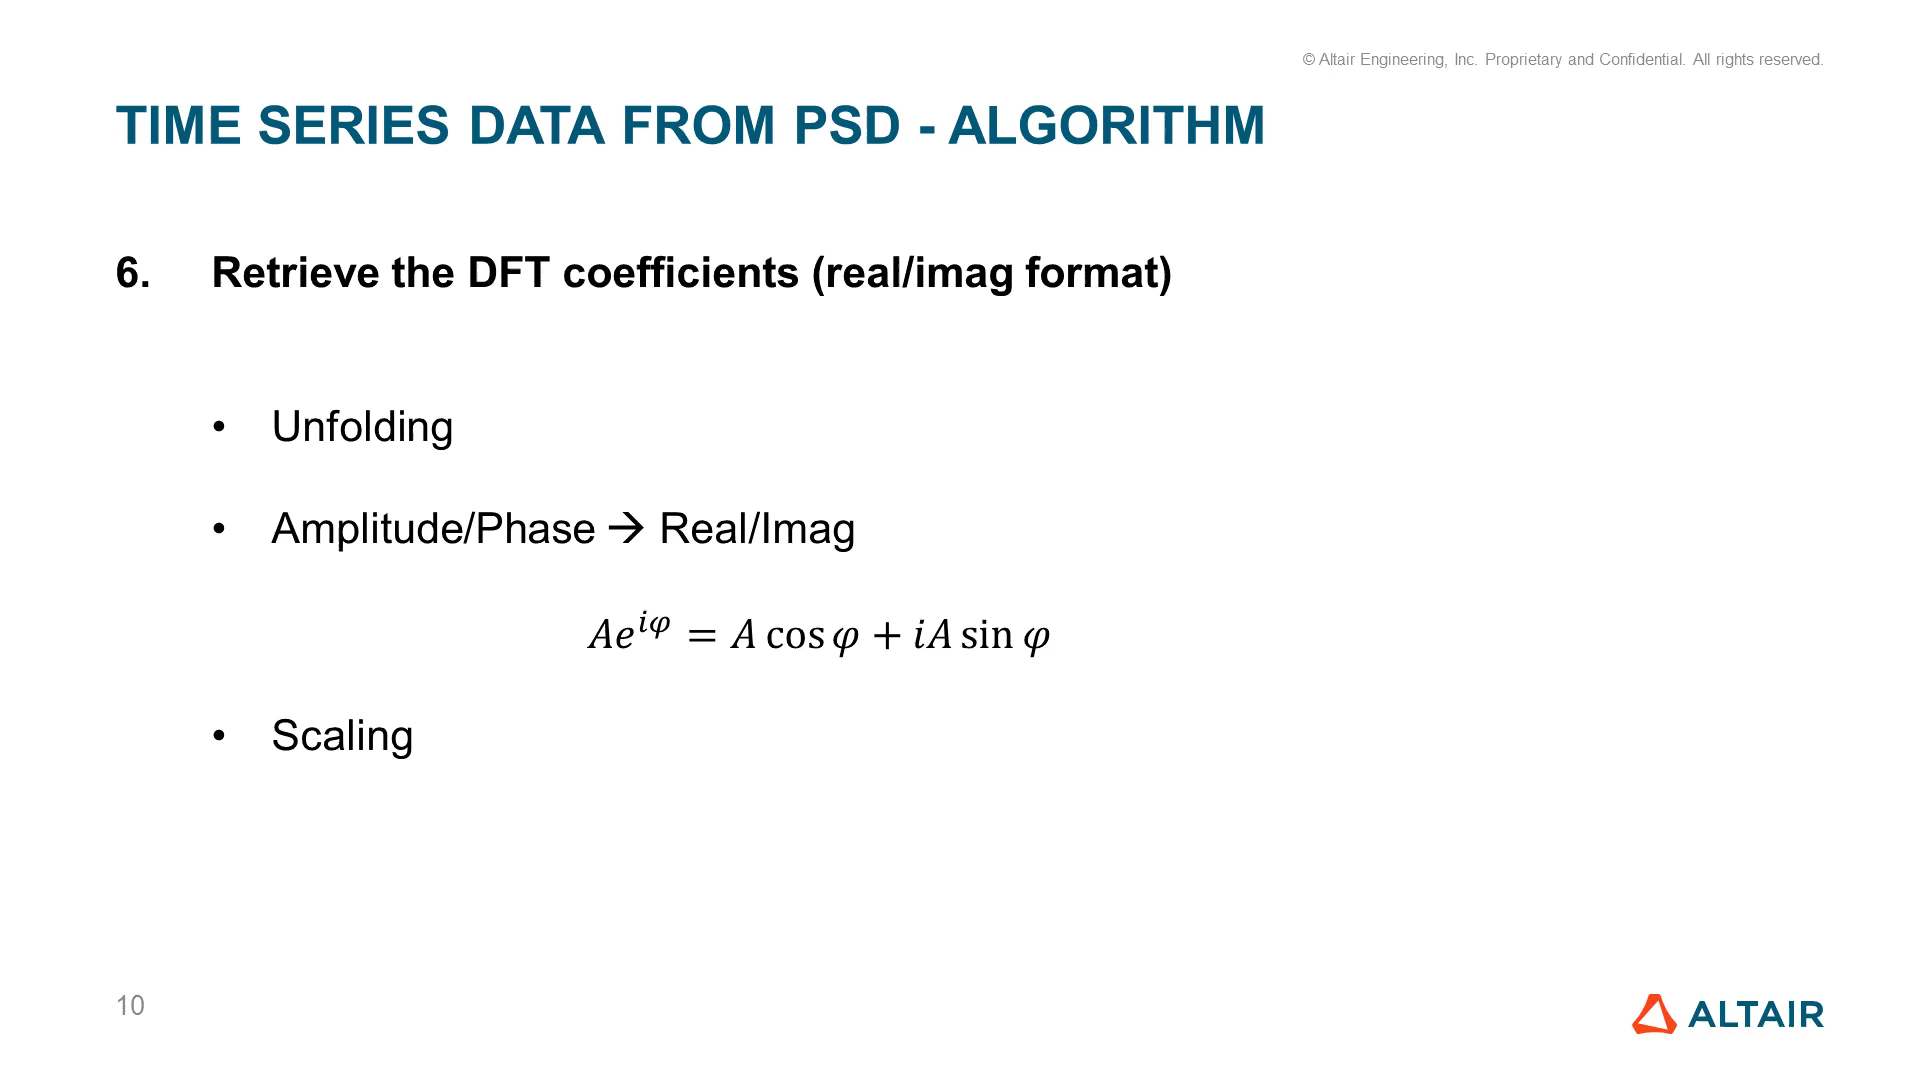 © Altair Engineering, Inc. Proprietary and Confidential. All rights reserved.
TIME SERIES DATA FROM PSD - ALGORITHM
6. Retrieve the DFT coefficients (real/imag format)
• Unfolding
• Amplitude/Phase → Real/Imag
𝐴𝑒^{𝑖𝜑} = 𝐴 cos 𝜑 + 𝑖𝐴 sin 𝜑
• Scaling
10
ALTAIR